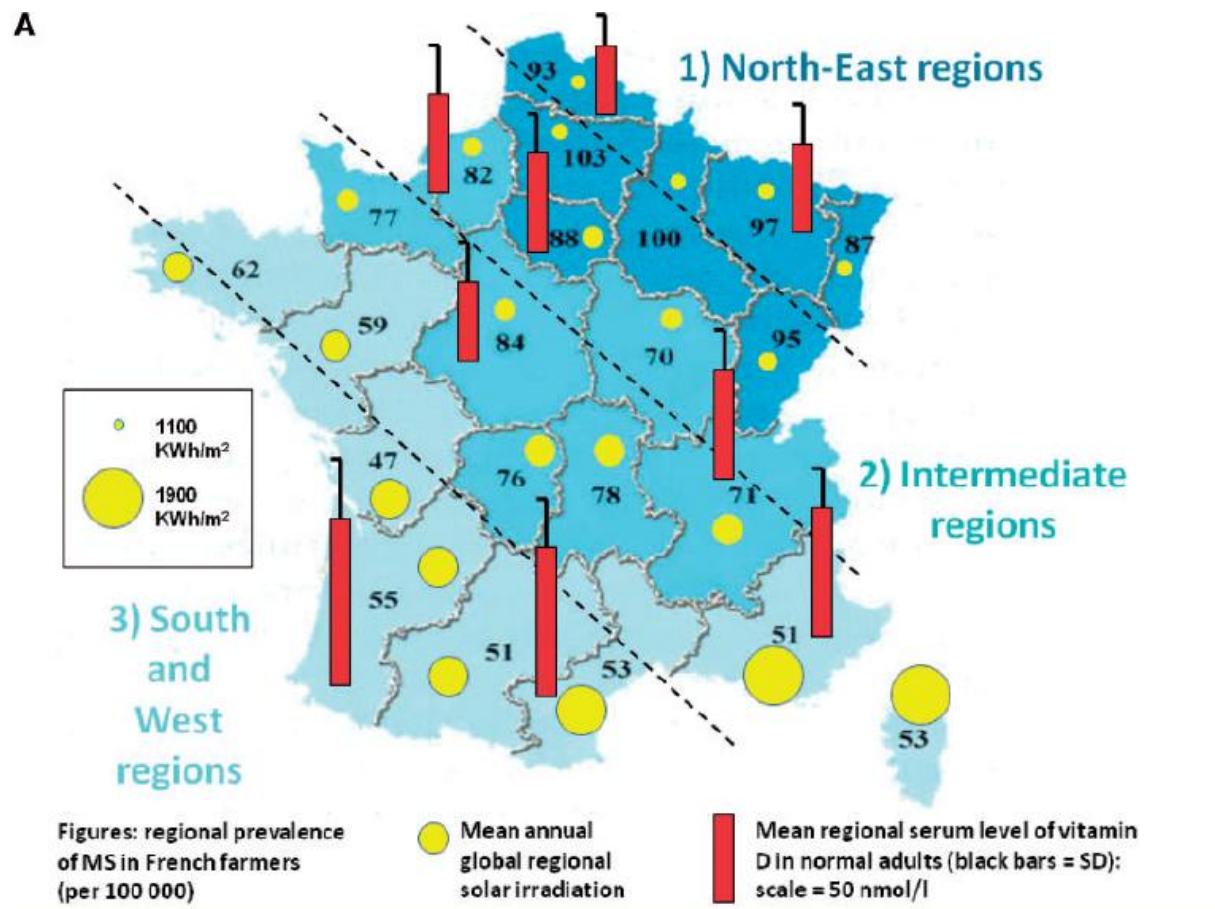 A
1) North-East regions
93
103
82
77
88
100
97
87
62
59
84
70
95
1100
KWh/m²
1900
KWh/m²
47
76
78
71
2) Intermediate
regions
3) South
and
West
regions
55
51
53
51
53
Figures: regional prevalence
of MS in French farmers
(per 100 000)
Mean annual
global regional
solar irradiation
Mean regional serum level of vitamin
D in normal adults (black bars = SD):
scale = 50 nmol/l